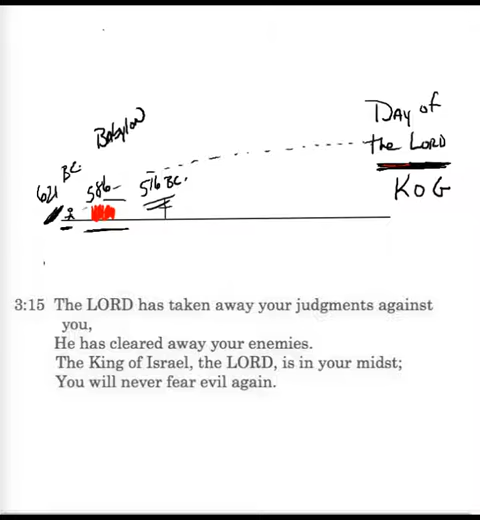 Babylon
Day of
the Lord
621 BC.
586-
516 BC.
KOG
3:15 The LORD has taken away your judgments against
you,
He has cleared away your enemies.
The King of Israel, the LORD, is in your midst;
You will never fear evil again.